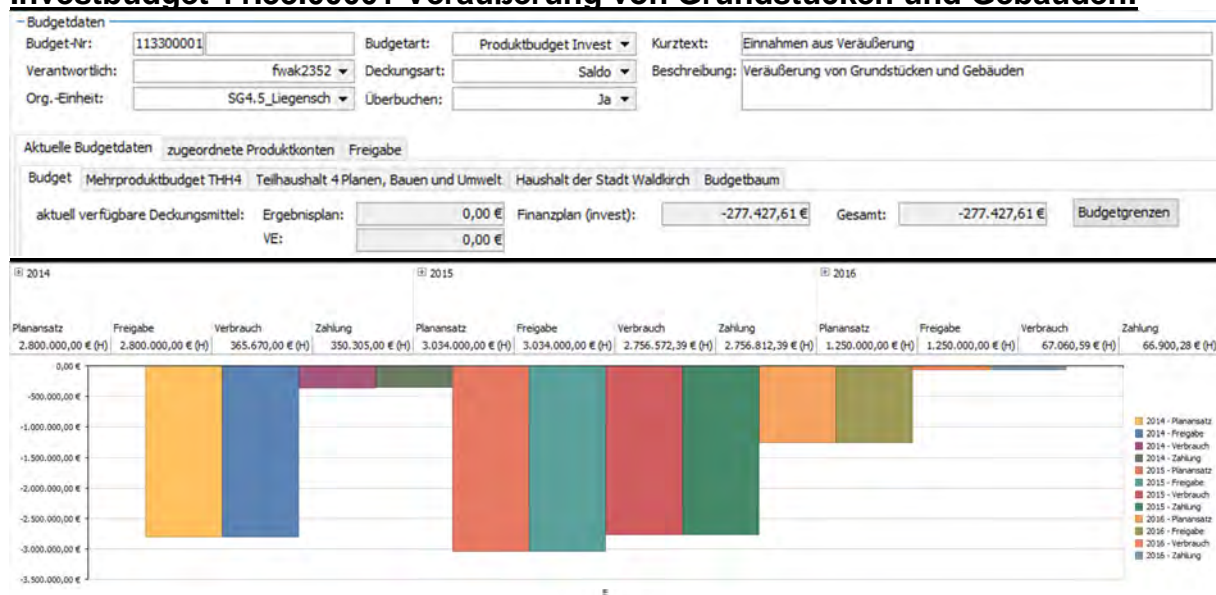 Investbudget 11.33.00001 Veräußerung von Grundstücken und Gebäuden:
Budgetdaten
Budget-Nr: 113300001 Budgetart: Produktbudget Invest Kurztext: Einnahmen aus Veräußerung
Verantwortlich: fwak2352 Deckungsart: Saldo Beschreibung: Veräußerung von Grundstücken und Gebäuden
Org.-Einheit: SG4.5_Liegensch Überbuchen: Ja
Aktuelle Budgetdaten zugeordnete Produktkonten Freigabe
Budget Mehrproduktbudget THH4 Teilhaushalt 4 Planen, Bauen und Umwelt Haushalt der Stadt Waldkirch Budgetbaum
aktuell verfügbare Deckungsmittel: Ergebnisplan: 0,00 € Finanzplan (invest): -277.427,61 € Gesamt: -277.427,61 € Budgetgrenzen
VE: 0,00 €
2014 2015 2016
Planansatz Freigabe Verbrauch Zahlung Planansatz Freigabe Verbrauch Zahlung Planansatz Freigabe Verbrauch Zahlung
2.800.000,00 € (H) 2.800.000,00 € (H) 365.670,00 € (H) 350.305,00 € (H) 3.034.000,00 € (H) 3.034.000,00 € (H) 2.756.572,39 € (H) 2.756.812,39 € (H) 1.250.000,00 € (H) 1.250.000,00 € (H) 67.060,59 € (H) 66.900,28 € (H)
0,00 €
-500.000,00 €
-1.000.000,00 €
-1.500.000,00 €
-2.000.000,00 €
-2.500.000,00 €
-3.000.000,00 €
-3.500.000,00 €
2014 - Planansatz
2014 - Freigabe
2014 - Verbrauch
2014 - Zahlung
2015 - Planansatz
2015 - Freigabe
2015 - Verbrauch
2015 - Zahlung
2016 - Planansatz
2016 - Freigabe
2016 - Verbrauch
2016 - Zahlung